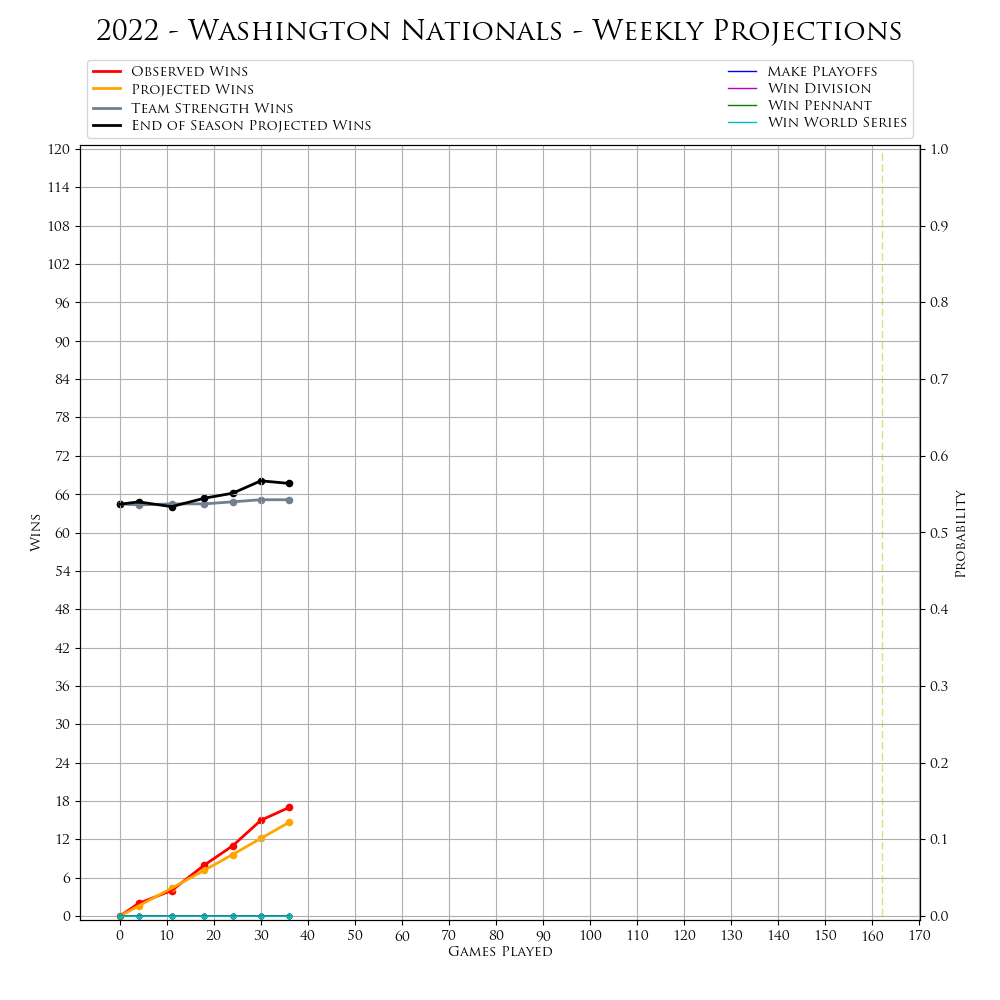 2022 - Washington Nationals - Weekly Projections
Observed Wins
Projected Wins
Team Strength Wins
End of Season Projected Wins
Make Playoffs
Win Division
Win Pennant
Win World Series
120
114
108
102
96
90
84
78
72
66
60
54
48
42
36
30
24
18
12
6
0
Wins
1.0
0.9
0.8
0.7
0.6
0.5
0.4
0.3
0.2
0.1
0.0
Probability
0 10 20 30 40 50 60 70 80 90 100 110 120 130 140 150 160 170
Games Played